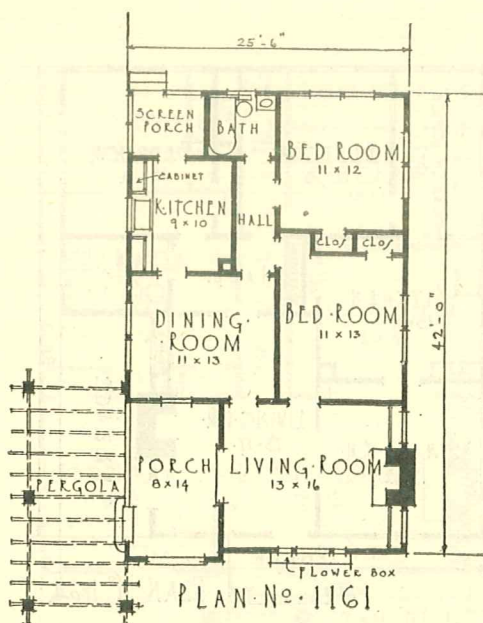 25'-6"
SCREEN
PORCH
BATH
BED ROOM
11 x 12
CABINET
KITCHEN
9 x 10
HALL
CLOS
CLOS
DINING
ROOM
11 x 13
BED·ROOM
11 x 13
42'-0"
PERGOLA
PORCH
8 x 14
LIVING·ROOM
13 x 16
FLOWER BOX
PLAN·No·1161